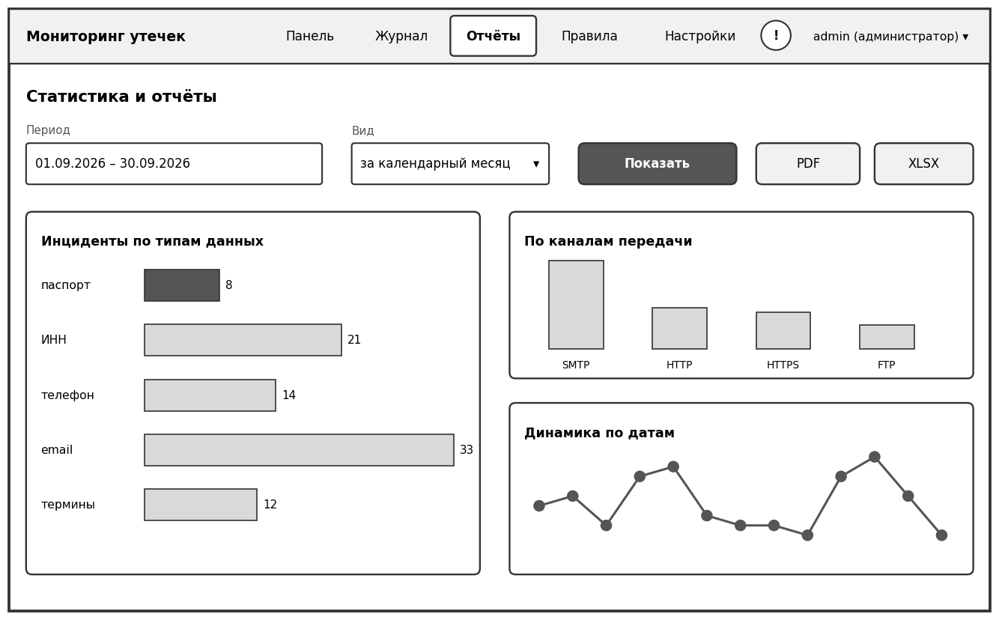 Мониторинг утечек
Панель
Журнал
Отчёты
Правила
Настройки
!
admin (администратор) ▾
Статистика и отчёты
Период
Вид
01.09.2026 – 30.09.2026
за календарный месяц ▾
Показать
PDF
XLSX
Инциденты по типам данных
паспорт 8
ИНН 21
телефон 14
email 33
термины 12
По каналам передачи
SMTP
HTTP
HTTPS
FTP
Динамика по датам